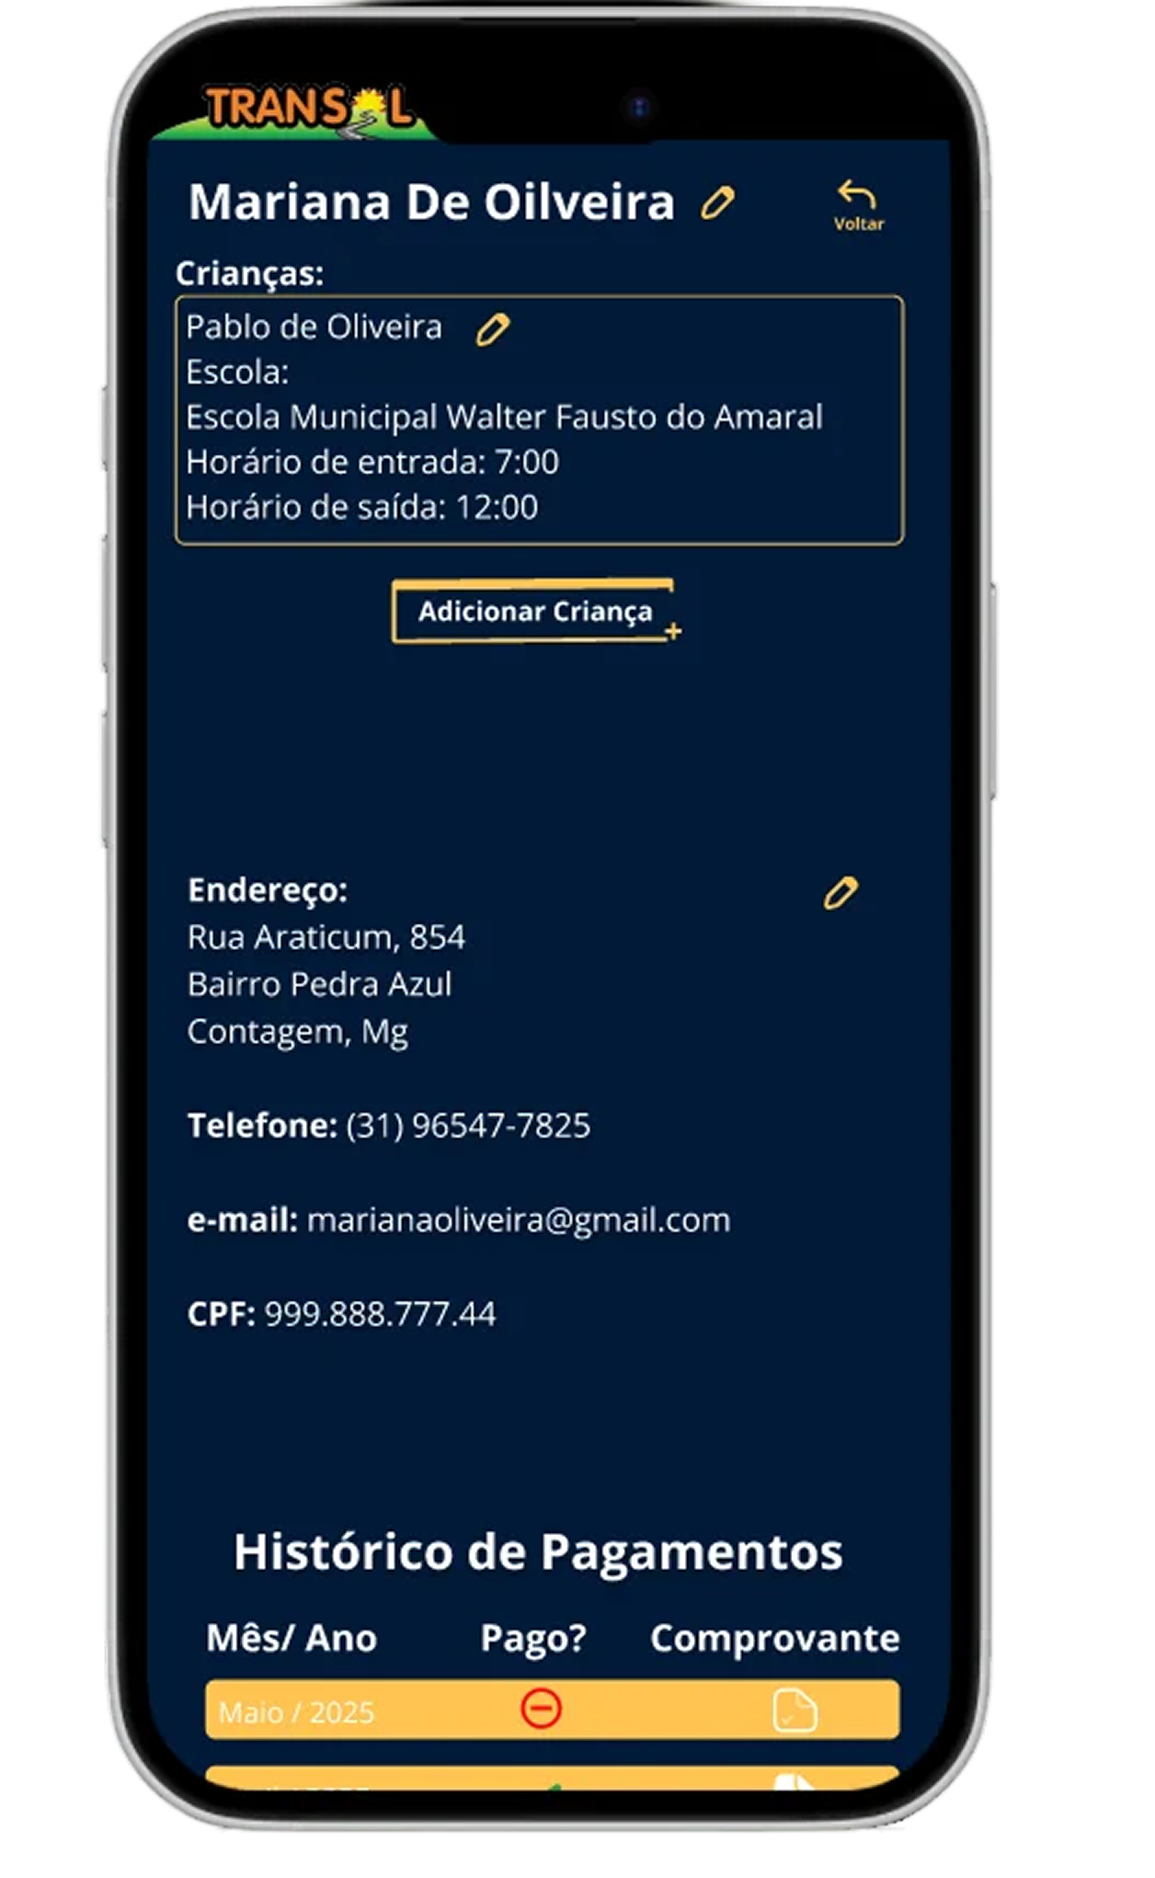 TRANSOL
Mariana De Oilveira
Voltar
Crianças:
Pablo de Oliveira
Escola:
Escola Municipal Walter Fausto do Amaral
Horário de entrada: 7:00
Horário de saída: 12:00
Adicionar Criança
+
Endereço:
Rua Araticum, 854
Bairro Pedra Azul
Contagem, Mg
Telefone: (31) 96547-7825
e-mail: marianaoliveira@gmail.com
CPF: 999.888.777.44
Histórico de Pagamentos
Mês/ Ano Pago? Comprovante
Maio / 2025